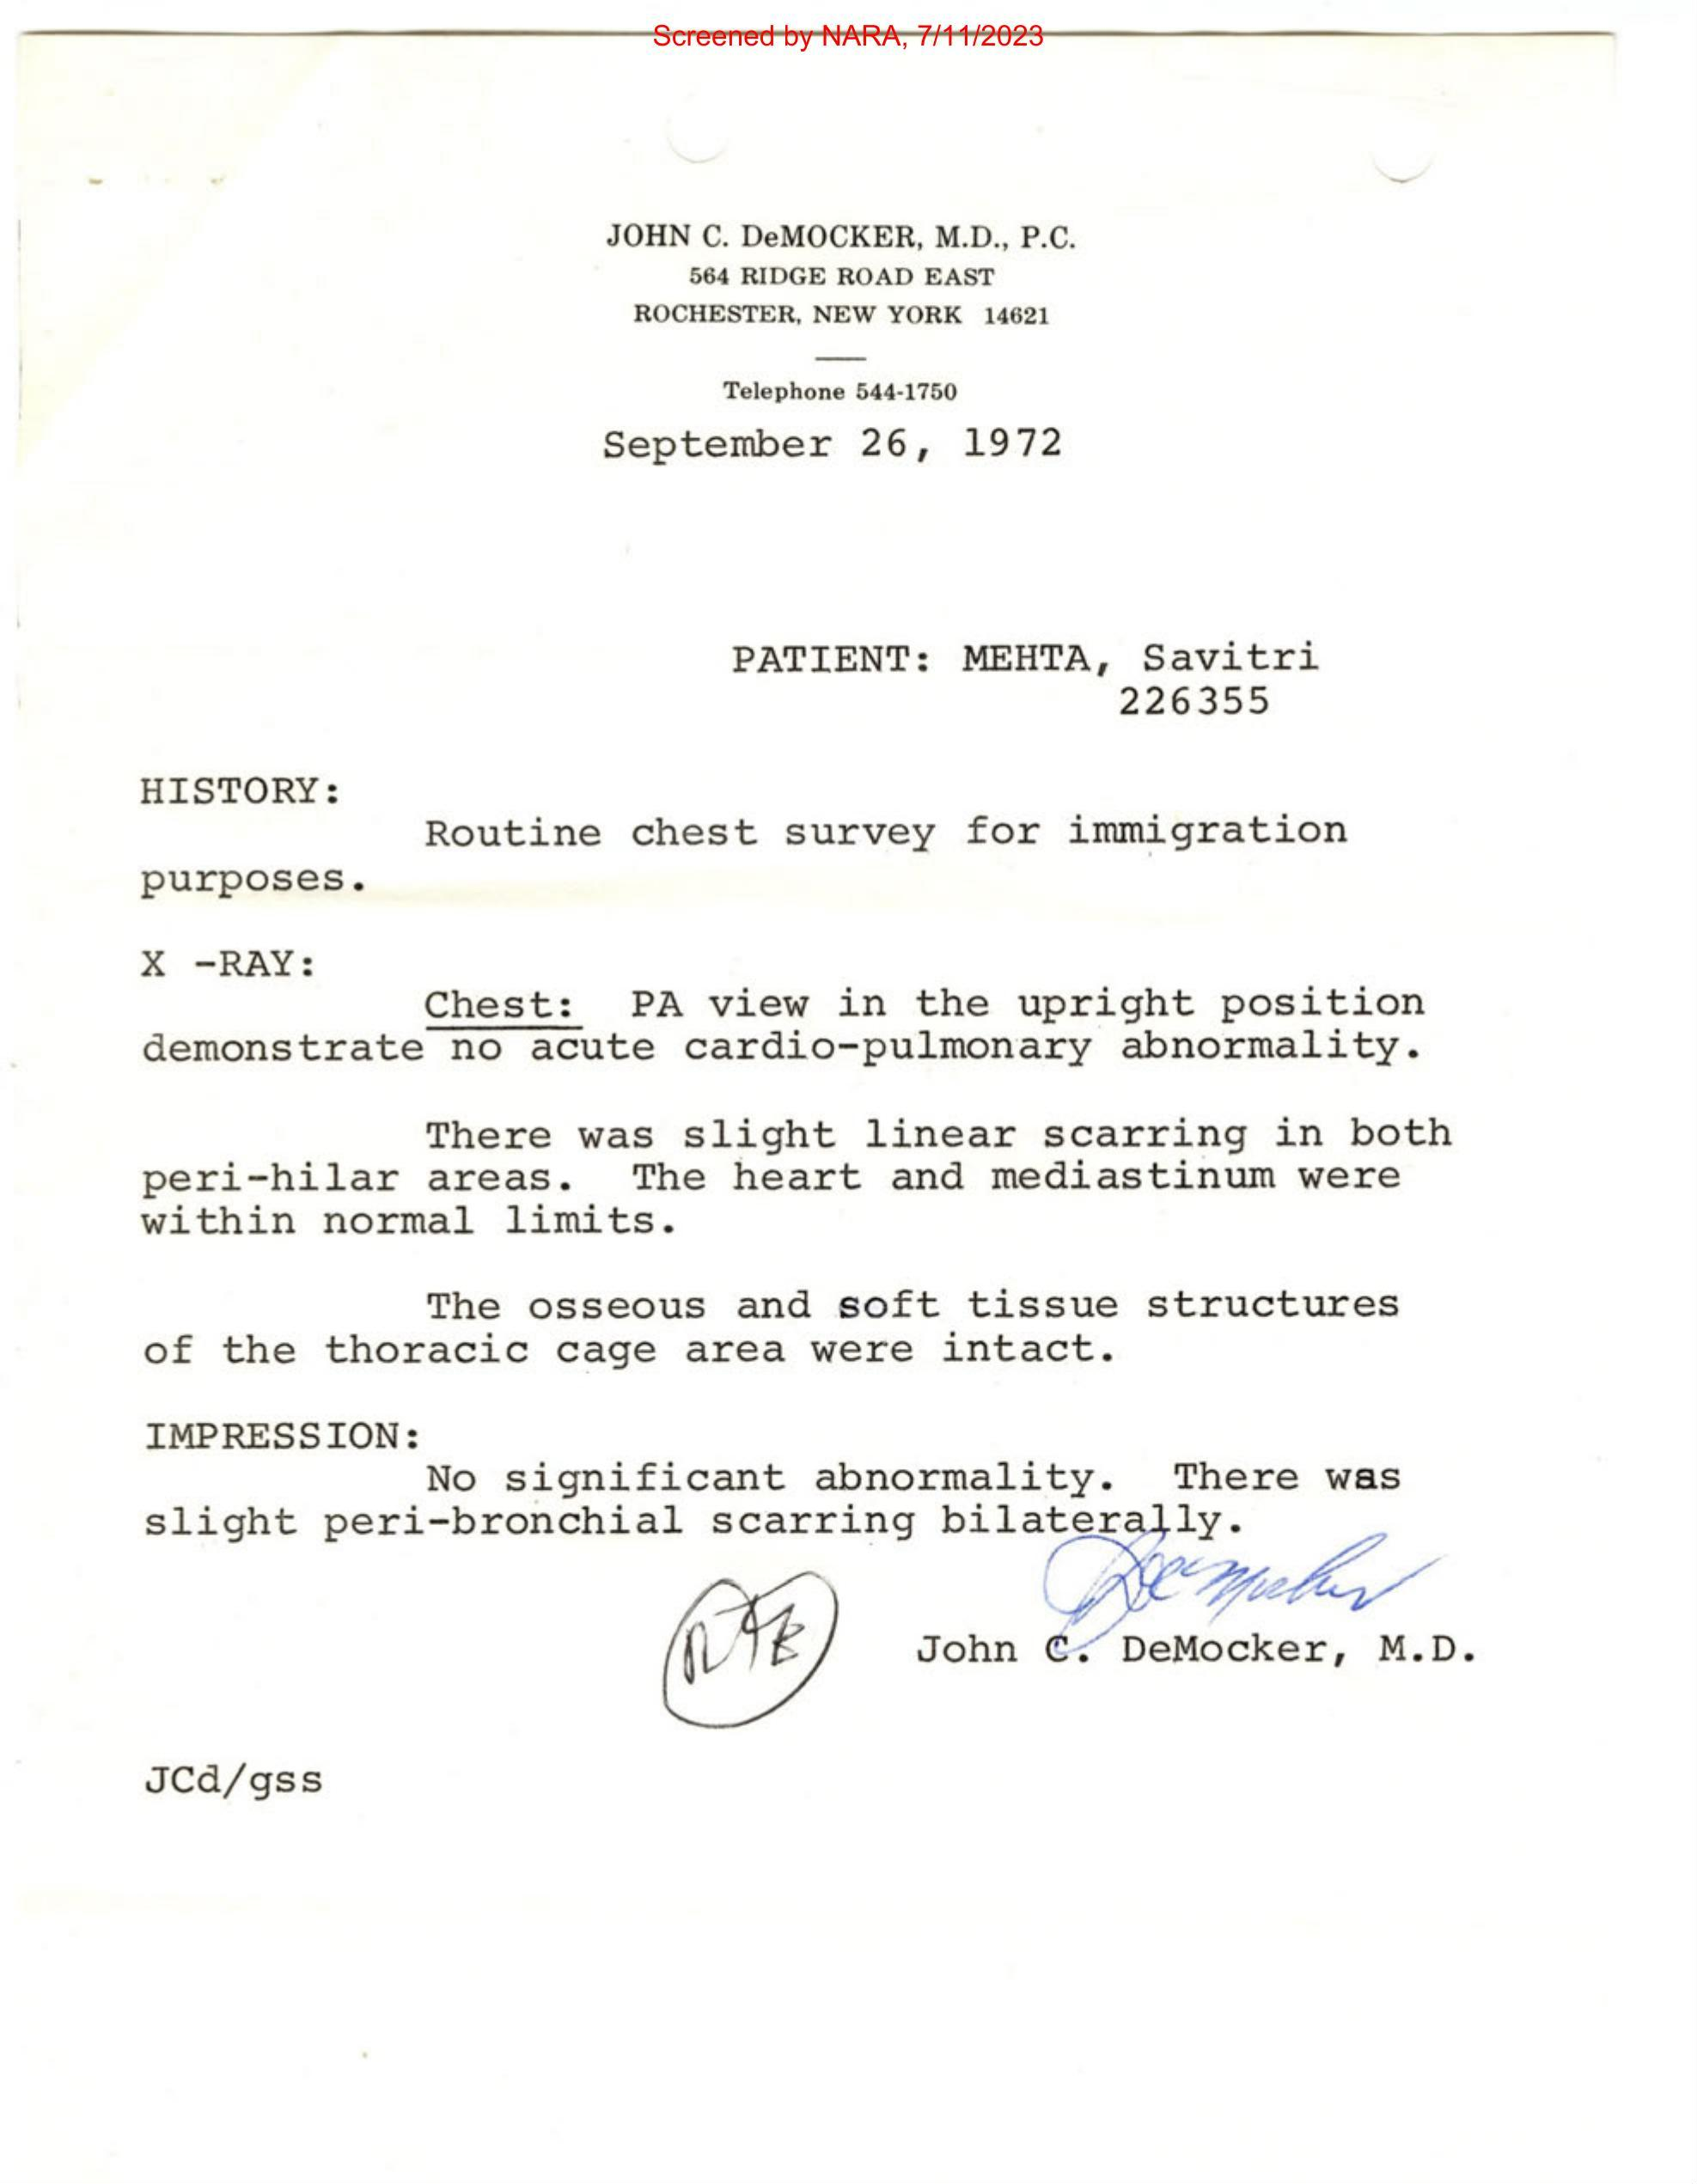 Screened by NARA, 7/11/2023
JOHN C. DeMOCKER, M.D., P.C.
564 RIDGE ROAD EAST
ROCHESTER, NEW YORK 14621
Telephone 544-1750
September 26, 1972
PATIENT: MEHTA, Savitri
226355
HISTORY:
Routine chest survey for immigration
purposes.
X -RAY:
Chest: PA view in the upright position
demonstrate no acute cardio-pulmonary abnormality.
There was slight linear scarring in both
peri-hilar areas. The heart and mediastinum were
within normal limits.
The osseous and soft tissue structures
of the thoracic cage area were intact.
IMPRESSION:
No significant abnormality. There was
slight peri-bronchial scarring bilaterally.
John C. DeMocker, M.D.
JCd/gss